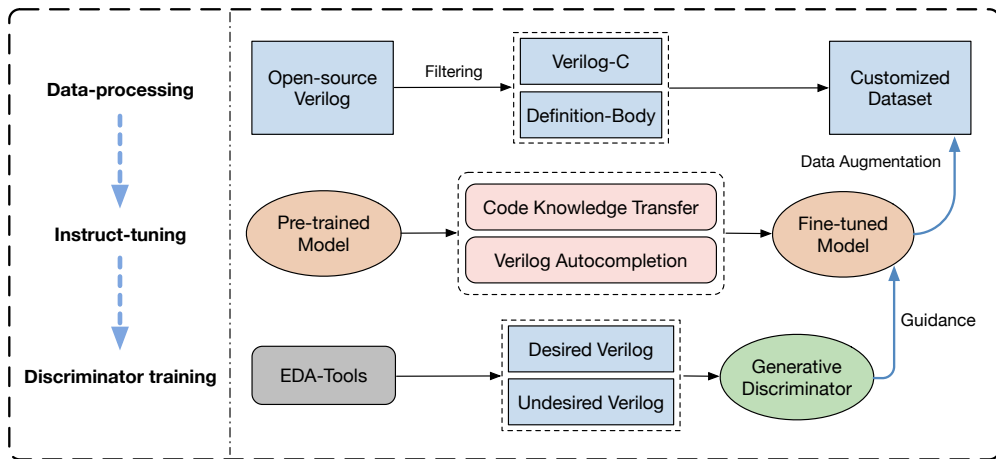 Data-processing
Open-source
Verilog
Filtering
Verilog-C
Definition-Body
Customized
Dataset
Data Augmentation
Instruct-tuning
Pre-trained
Model
Code Knowledge Transfer
Verilog Autocompletion
Fine-tuned
Model
Guidance
Discriminator training
EDA-Tools
Desired Verilog
Undesired Verilog
Generative
Discriminator